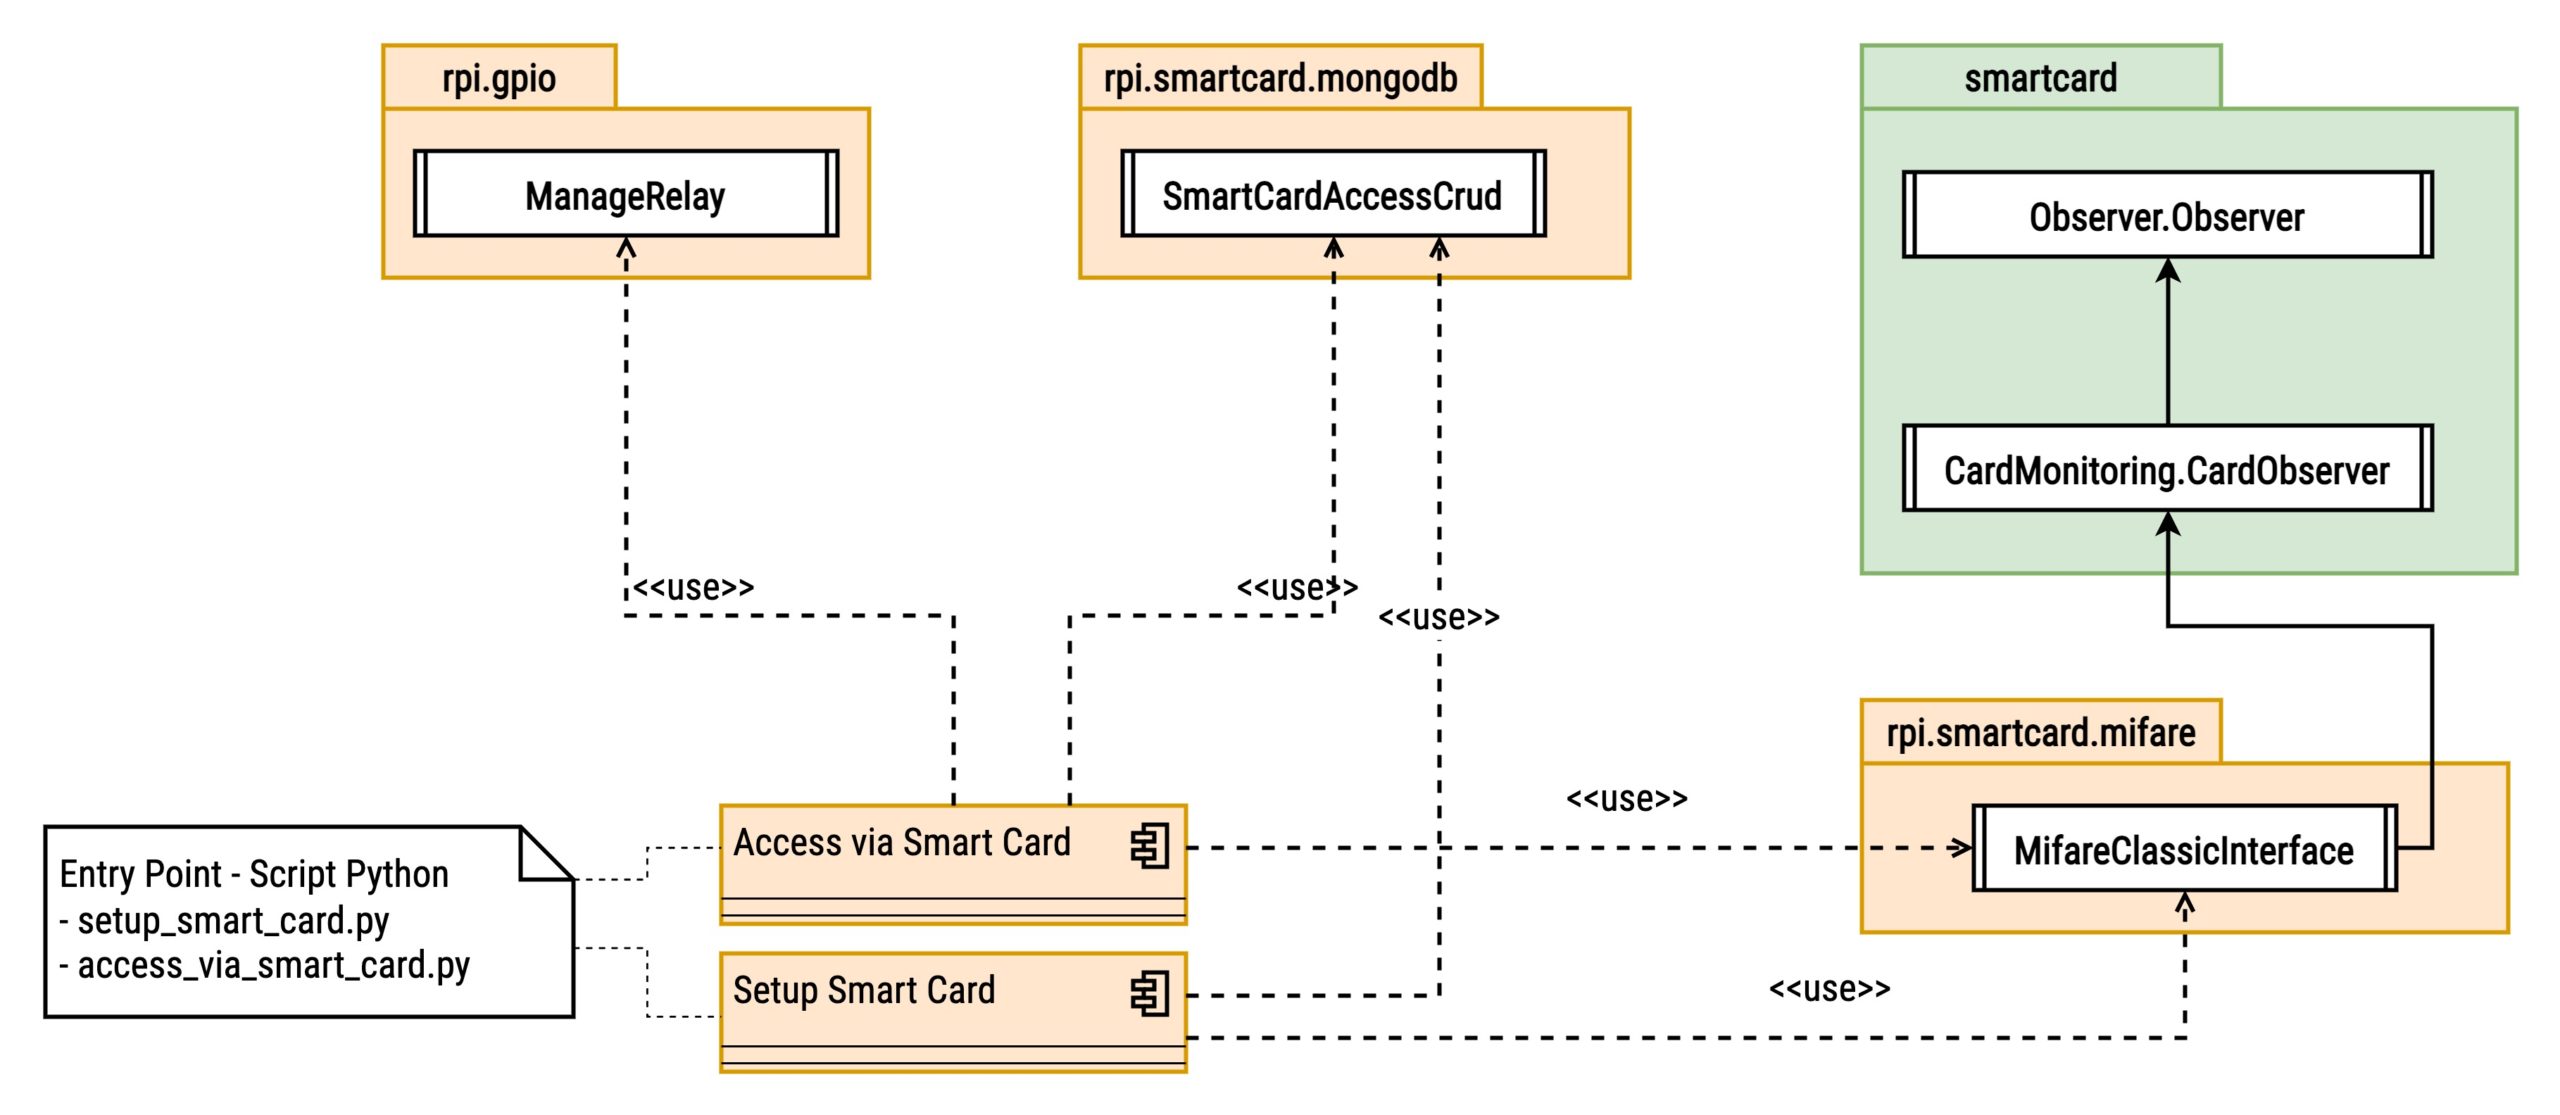 rpi.gpio
rpi.smartcard.mongodb
smartcard
ManageRelay
SmartCardAccessCrud
Observer.Observer
CardMonitoring.CardObserver
<<use>>
<<use>>
<<use>>
rpi.smartcard.mifare
<<use>>
Access via Smart Card
MifareClassicInterface
Entry Point - Script Python
- setup_smart_card.py
- access_via_smart_card.py
Setup Smart Card
<<use>>